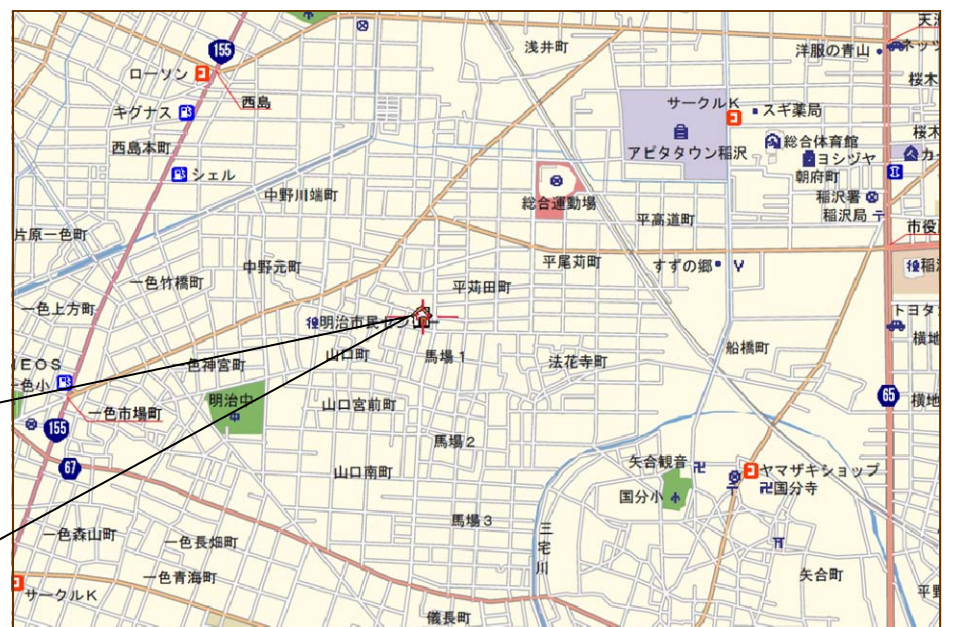 天
155
浅井町
洋服の青山
ネッツ
ローソン
西島
桜木
キグナス
サークルK
スギ薬局
桜木
西島本町
アピタタウン稲沢
総合体育館
ヨシヅヤ
カ
シェル
朝府町
中野川端町
総合運動場
稲沢署
平高道町
稲沢局
市役
片原一色町
中野元町
平尾苅町
すずの郷
稲
一色竹橋町
平苅田町
一色上方町
明治市民
トヨタ
横地
山口町
馬場1
法花寺町
船橋町
EOS
色神宮町
色小
明治中
65
横地
一色市場町
山口宮前町
155
馬場2
67
矢合観音
ヤマザキショップ
山口南町
国分小
国分寺
馬場3
三宅川
一色森山町
一色長畑町
一色青海町
矢合町
サークルK
平野
儀長町